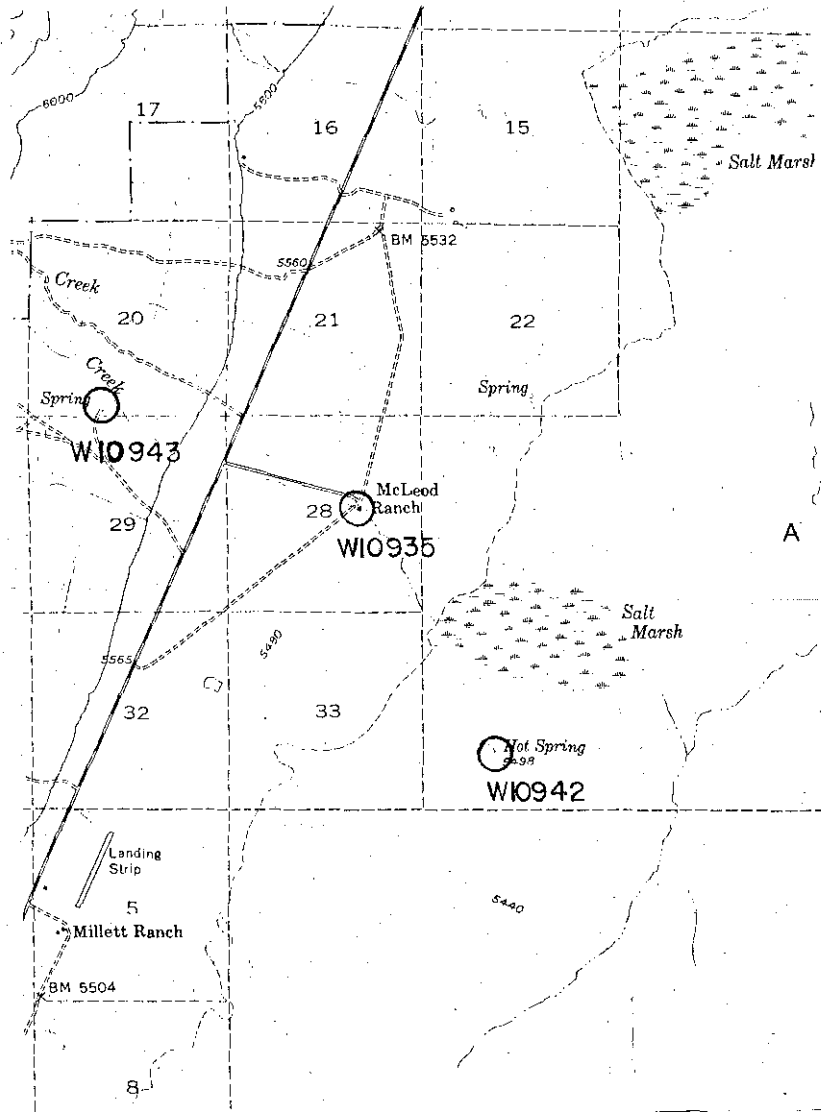 6000
17
5600
16
15
Salt Marsh
BM 5532
5560
Creek
20
21
22
Creek
Spring
Spring
W10943
McLeod
Ranch
28
29
W10935
A
Salt
Marsh
5490
5565
32
33
Hot Spring
5498
W10942
Landing
Strip
5
5440
Millett Ranch
BM 5504
8